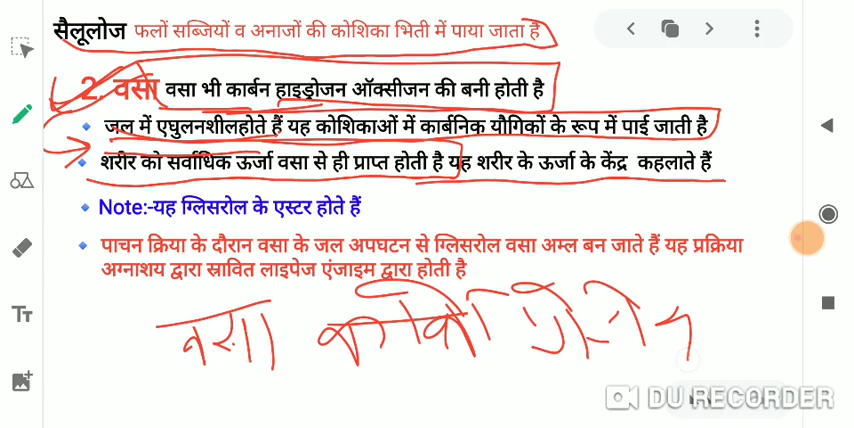 सैलूलोज फलों सब्जियों व अनाजों की कोशिका भिती में पाया जाता है
2. वसा वसा भी कार्बन हाइड्रोजन ऑक्सीजन की बनी होती है
जल में एघुलनशीलहोते हैं यह कोशिकाओं में कार्बनिक यौगिकों के रूप में पाई जाती है
शरीर को सर्वाधिक ऊर्जा वसा से ही प्राप्त होती है यह शरीर के ऊर्जा के केंद्र कहलाते हैं
Note:-यह ग्लिसरोल के एस्टर होते हैं
पाचन क्रिया के दौरान वसा के जल अपघटन से ग्लिसरोल वसा अम्ल बन जाते हैं यह प्रक्रिया
अग्नाशय द्वारा स्रावित लाइपेज एंजाइम द्वारा होती है
वसा
DU RECORDER